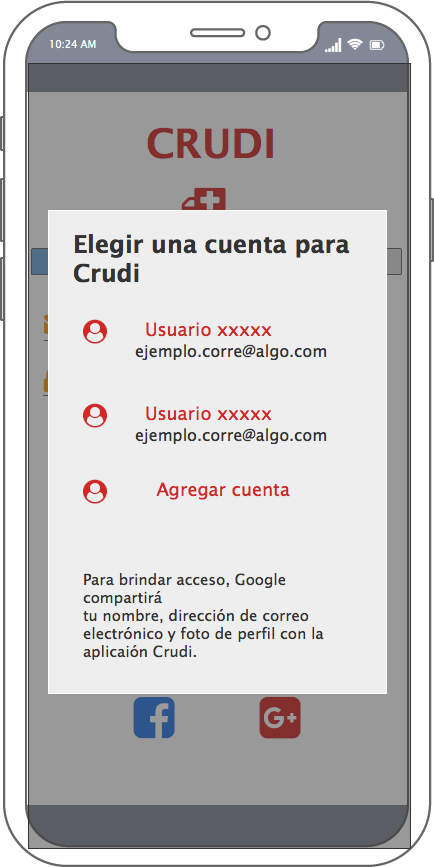 10:24 AM
CRUDI
Elegir una cuenta para
Crudi
Usuario xxxxx
ejemplo.corre@algo.com
Usuario xxxxx
ejemplo.corre@algo.com
Agregar cuenta
Para brindar acceso, Google
compartirá
tu nombre, dirección de correo
electrónico y foto de perfil con la
aplicaión Crudi.
f
G+